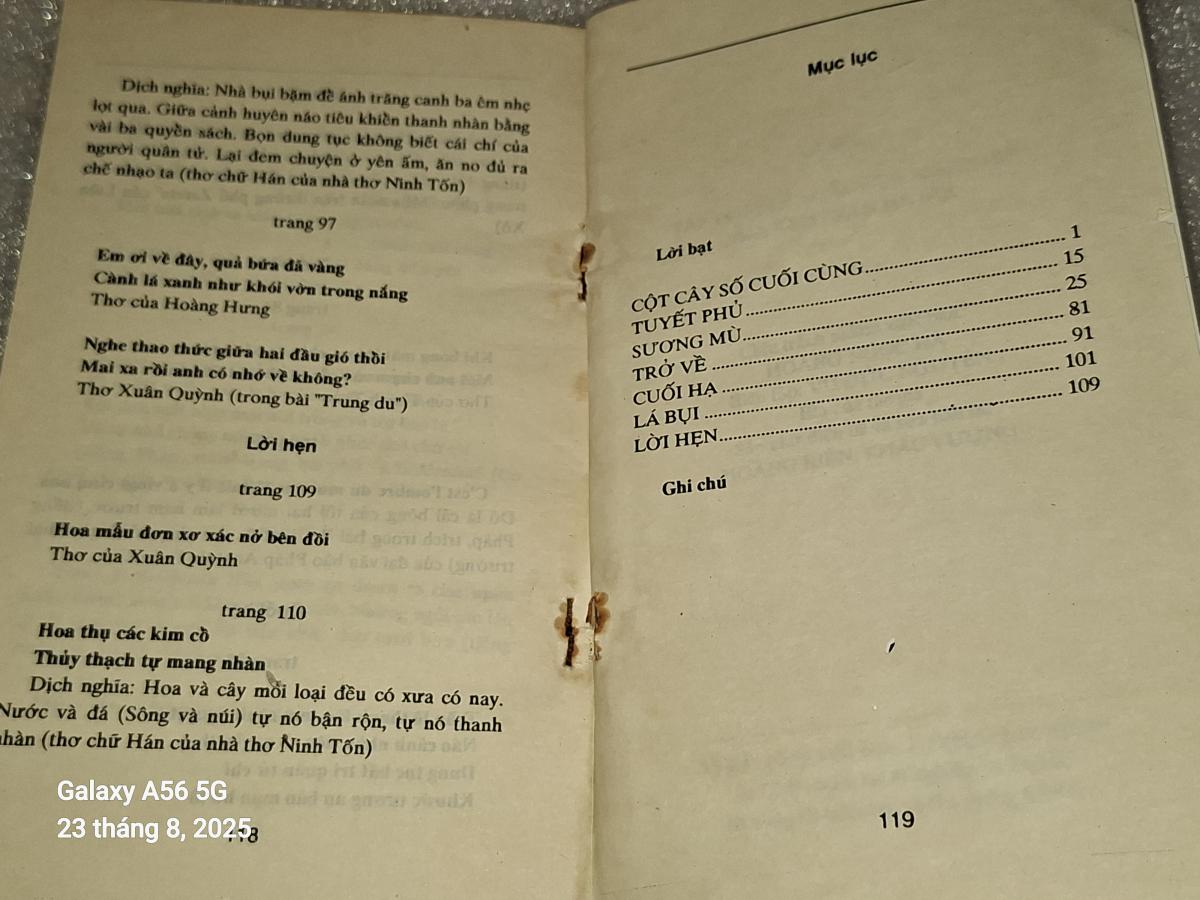 Dịch nghĩa: Nhà bụi bặm để ánh trăng canh ba êm nhẹ
lọt qua. Giữa cảnh huyên náo tiêu khiển thanh nhân bằng
vài ba quyển sách. Bọn dung tục không biết cái chí của
người quân tử. Lại đem chuyện ở yên ấm, ăn no đủ ra
chế nhạo ta (thơ chữ Hán của nhà thơ Ninh Tốn)
trang 97
Em ơi về đây, quả bứa đã vàng
Cành lá xanh như khói vờn trong nắng
Thơ của Hoàng Hưng
Nghe thao thức giữa hai đầu gió thổi
Mai xa rồi anh có nhớ về không?
Thơ Xuân Quỳnh (trong bài "Trung du")
Lời hẹn
trang 109
Hoa mẫu đơn xơ xác nở bên đồi
Thơ của Xuân Quỳnh
trang 110
Hoa thụ các kim cổ
Thủy thạch tự mang nhàn
Dịch nghĩa: Hoa và cây mỗi loại đều có xưa có nay.
Nước và đá (Sông và núi) tự nó bận rộn, tự nó thanh
nhàn (thơ chữ Hán của nhà thơ Ninh Tốn)
118
Galaxy A56 5G
23 tháng 8, 2025
Mục lục
Lời bạt
CỘT CÂY SỐ CUỐI CÙNG 1
TUYẾT PHỦ 15
SƯƠNG MÙ 25
TRỞ VỀ 81
CUỐI HẠ 91
LÁ BỤI 101
LỜI HẸN 109
Ghi chú
119